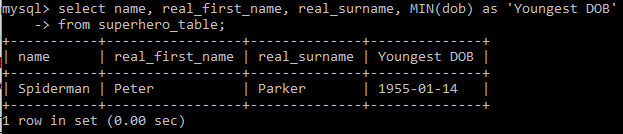 mysql> select name, real_first_name, real_surname, MIN(dob) as 'Youngest DOB'
    -> from superhero_table;
+-----------+-----------------+--------------+--------------+
| name      | real_first_name | real_surname | Youngest DOB |
+-----------+-----------------+--------------+--------------+
| Spiderman | Peter           | Parker       | 1955-01-14   |
+-----------+-----------------+--------------+--------------+
1 row in set (0.00 sec)